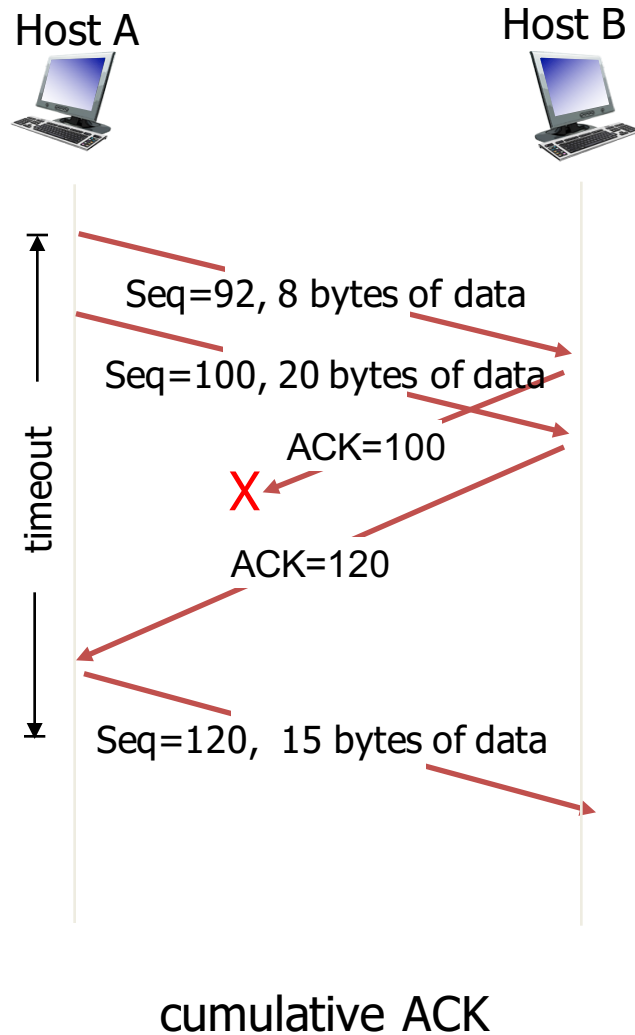 Host A
Host B
Seq=92, 8 bytes of data
Seq=100, 20 bytes of data
ACK=100
X
timeout
ACK=120
Seq=120, 15 bytes of data
cumulative ACK